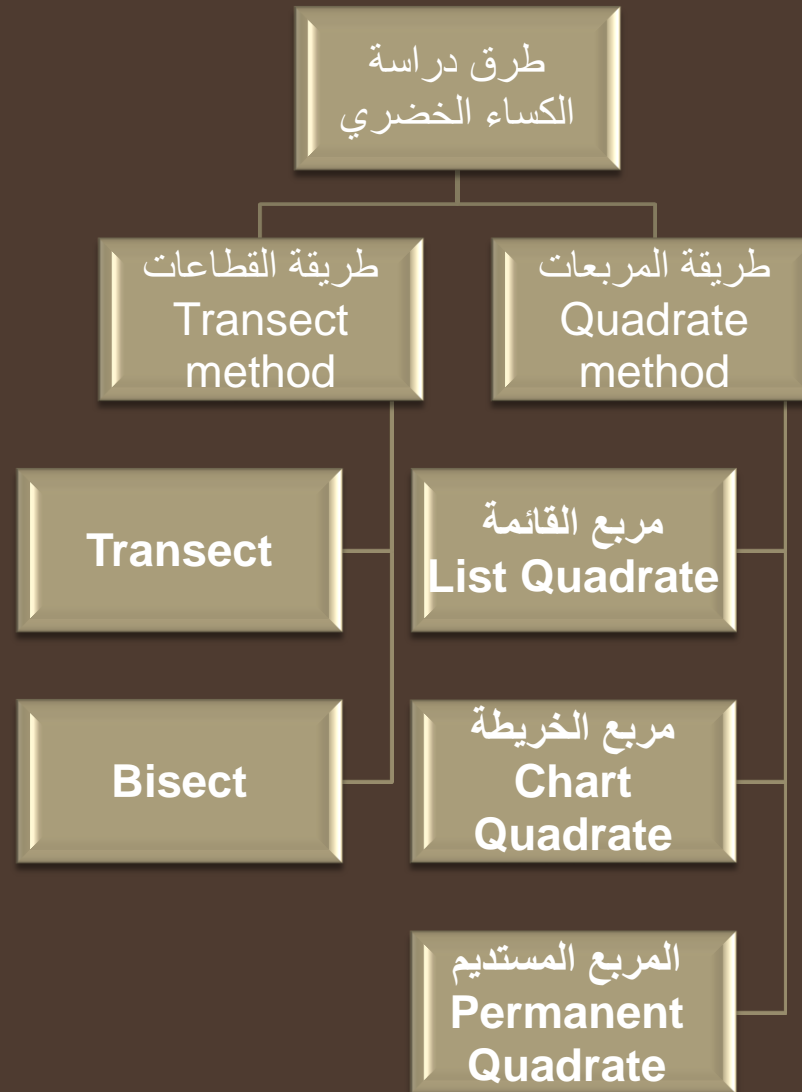 طرق دراسة
الكساء الخضري
طريقة المربعات
Quadrate
method
طريقة القطاعات
Transect
method
مربع القائمة
List Quadrate
مربع الخريطة
Chart
Quadrate
المربع المستديم
Permanent
Quadrate
Transect
Bisect